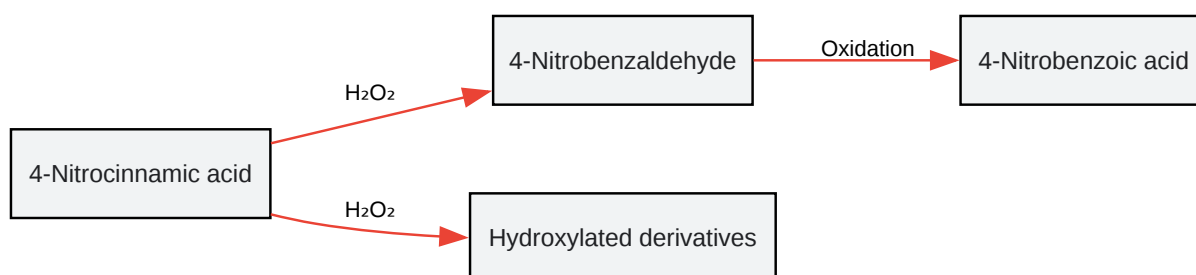 4-Nitrobenzaldehyde
Oxidation
4-Nitrobenzoic acid
H₂O₂
4-Nitrocinnamic acid
H₂O₂
Hydroxylated derivatives